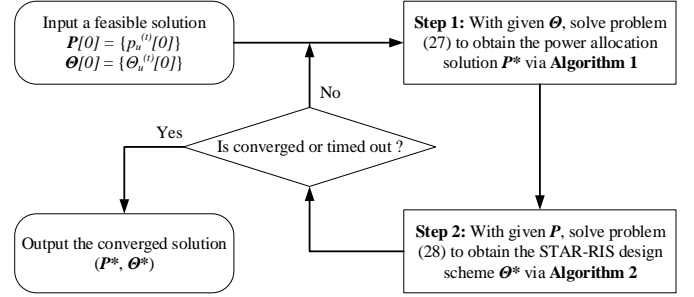 Input a feasible solution
P[0] = {pᵤ⁽ᵗ⁾[0]}
Θ[0] = {Θᵤ⁽ᵗ⁾[0]}
Step 1: With given Θ, solve problem
(27) to obtain the power allocation
solution P* via Algorithm 1
No
Yes
Is converged or timed out ?
Output the converged solution
(P*, Θ*)
Step 2: With given P, solve problem
(28) to obtain the STAR-RIS design
scheme Θ* via Algorithm 2